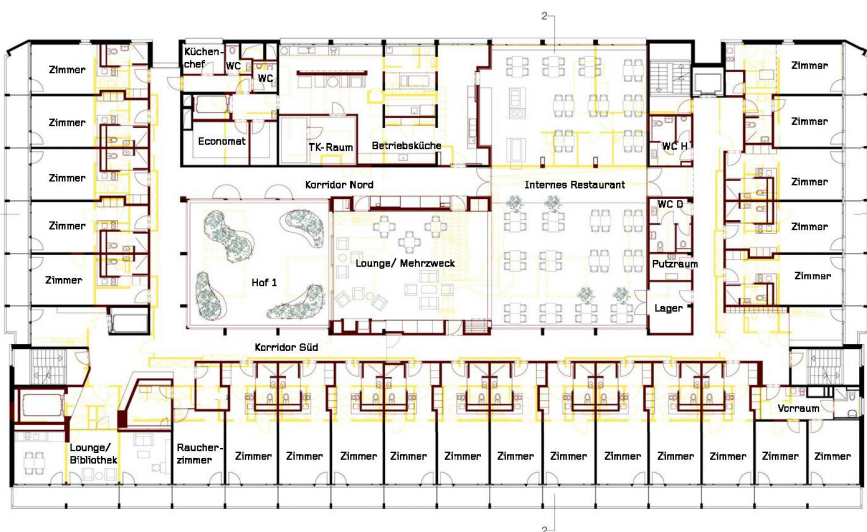 2
Küchen-
chef
WC
WC
Zimmer
Zimmer
Zimmer
Zimmer
Economat
TK-Raum
Betriebsküche
WC H
Zimmer
Korridor Nord
Internes Restaurant
Zimmer
Zimmer
WC D
Zimmer
Zimmer
Hof 1
Lounge/ Mehrzweck
Putzraum
Zimmer
Zimmer
Lager
Korridor Süd
Vorraum
Lounge/
Bibliothek
Raucher-
zimmer
Zimmer
Zimmer
Zimmer
Zimmer
Zimmer
Zimmer
Zimmer
Zimmer
Zimmer
Zimmer
Zimmer
Zimmer
2